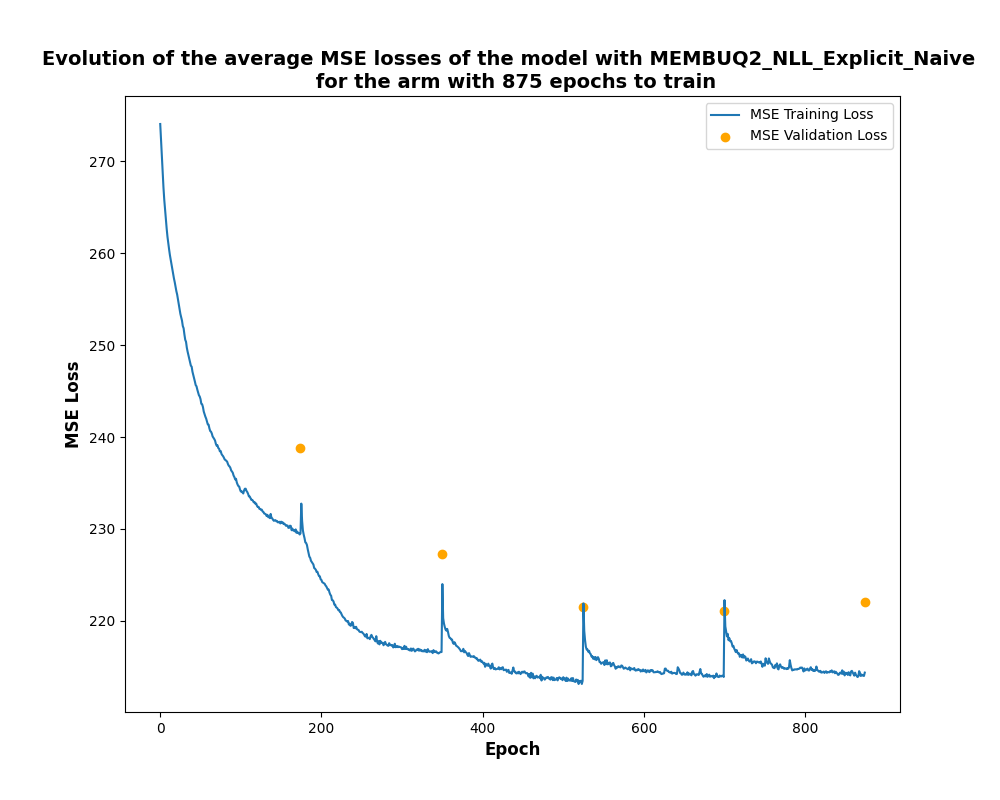 Evolution of the average MSE losses of the model with MEMBUQ2_NLL_Explicit_Naive
for the arm with 875 epochs to train
MSE Training Loss
MSE Validation Loss
270
260
250
240
230
220
MSE Loss
0
200
400
600
800
Epoch